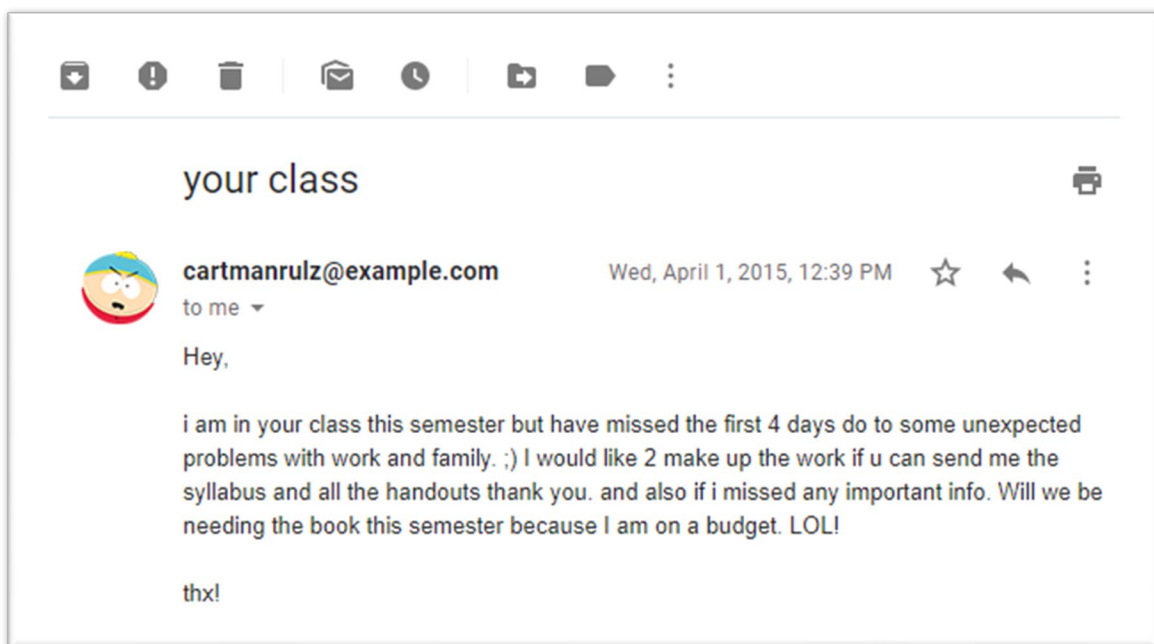 your class
cartmanrulz@example.com
Wed, April 1, 2015, 12:39 PM
to me
Hey,
i am in your class this semester but have missed the first 4 days do to some unexpected
problems with work and family. ;) I would like 2 make up the work if u can send me the
syllabus and all the handouts thank you. and also if i missed any important info. Will we be
needing the book this semester because I am on a budget. LOL!
thx!